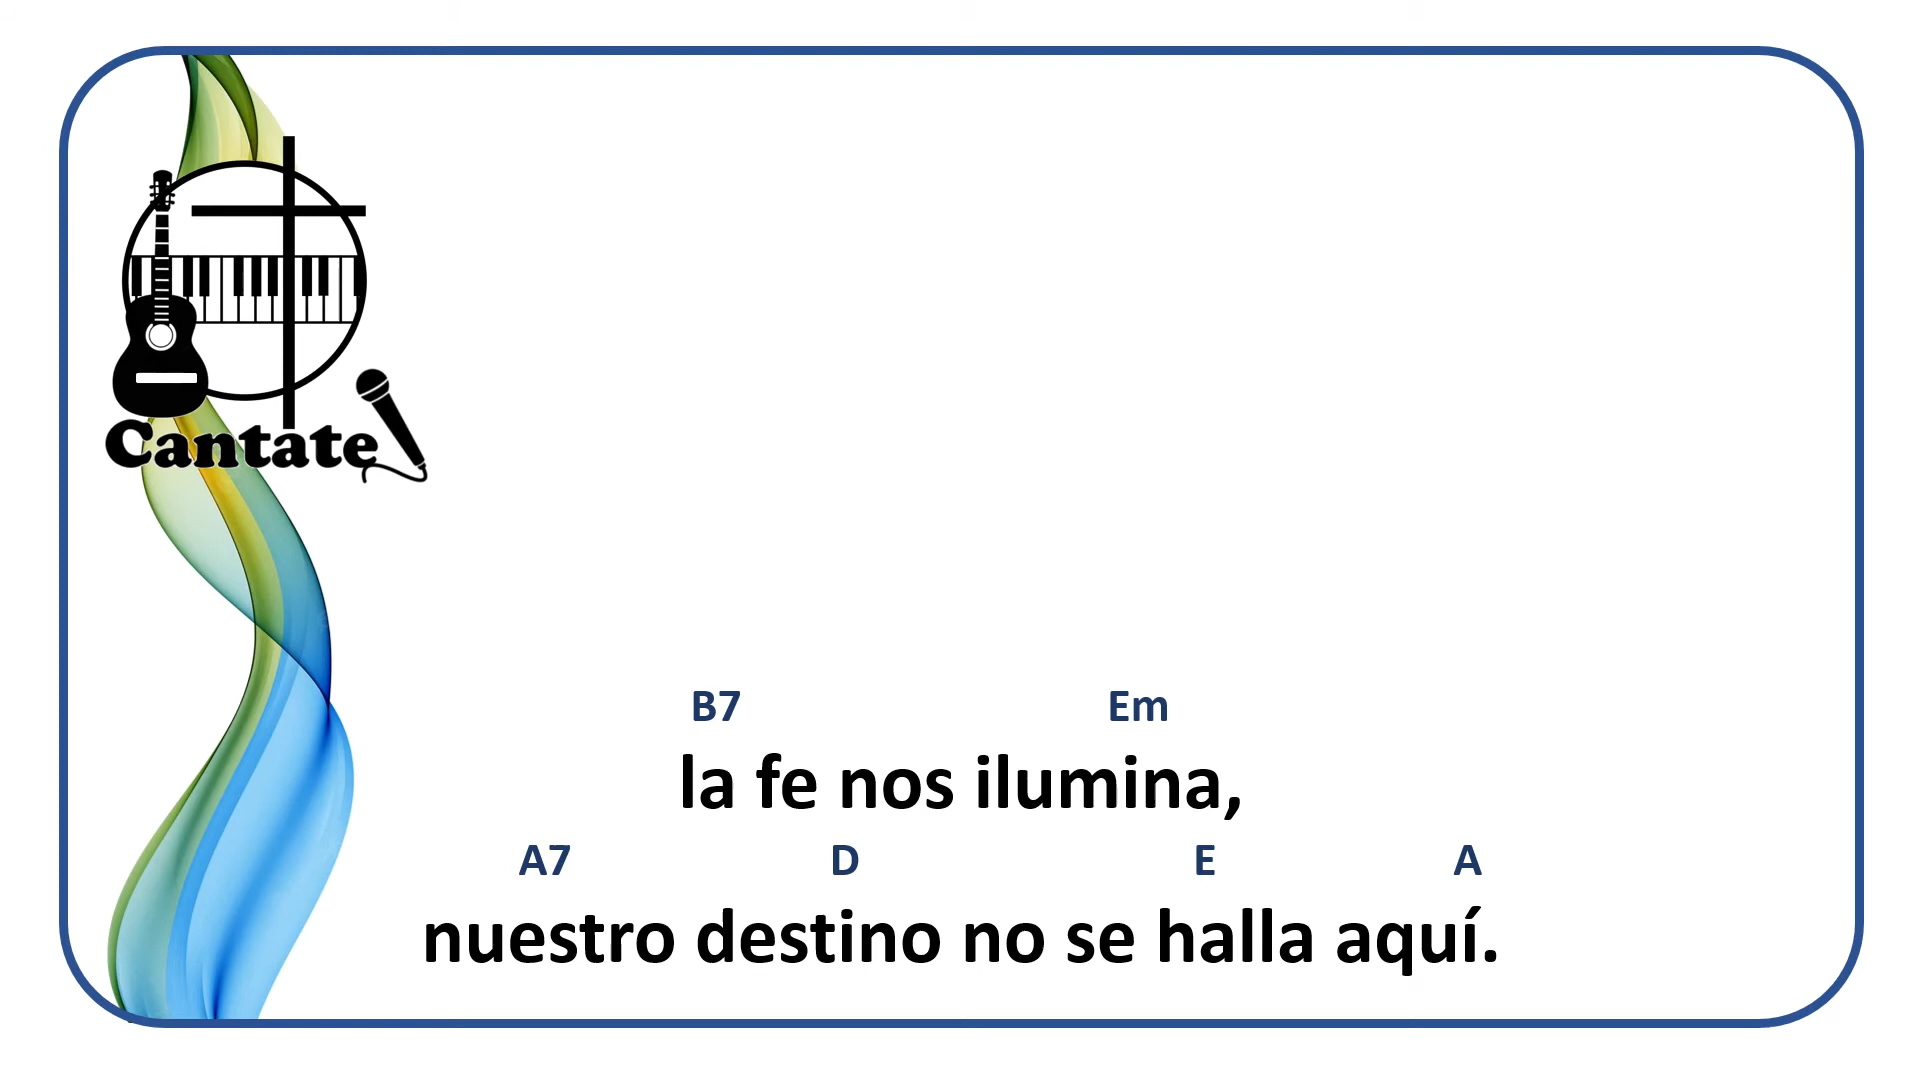 Cantate
B7 Em
la fe nos ilumina,
A7 D E A
nuestro destino no se halla aquí.